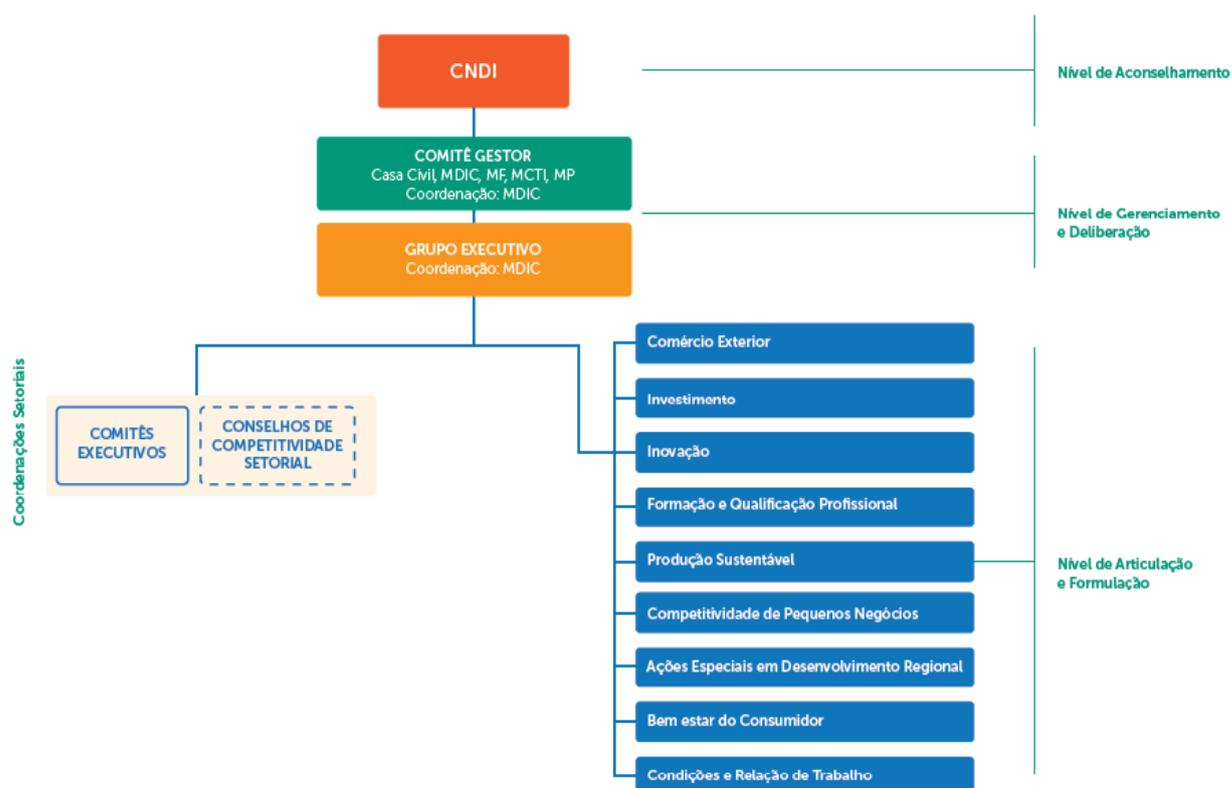 CNDI
Nível de Aconselhamento
COMITÊ GESTOR
Casa Civil, MDIC, MF, MCTI, MP
Coordenação: MDIC
Nível de Gerenciamento
e Deliberação
GRUPO EXECUTIVO
Coordenação: MDIC
Coordenações Setoriais
COMITÊS
EXECUTIVOS
CONSELHOS DE
COMPETITIVIDADE
SETORIAL
Comércio Exterior
Investimento
Inovação
Formação e Qualificação Profissional
Produção Sustentável
Competitividade de Pequenos Negócios
Ações Especiais em Desenvolvimento Regional
Bem estar do Consumidor
Condições e Relação de Trabalho
Nível de Articulação
e Formulação